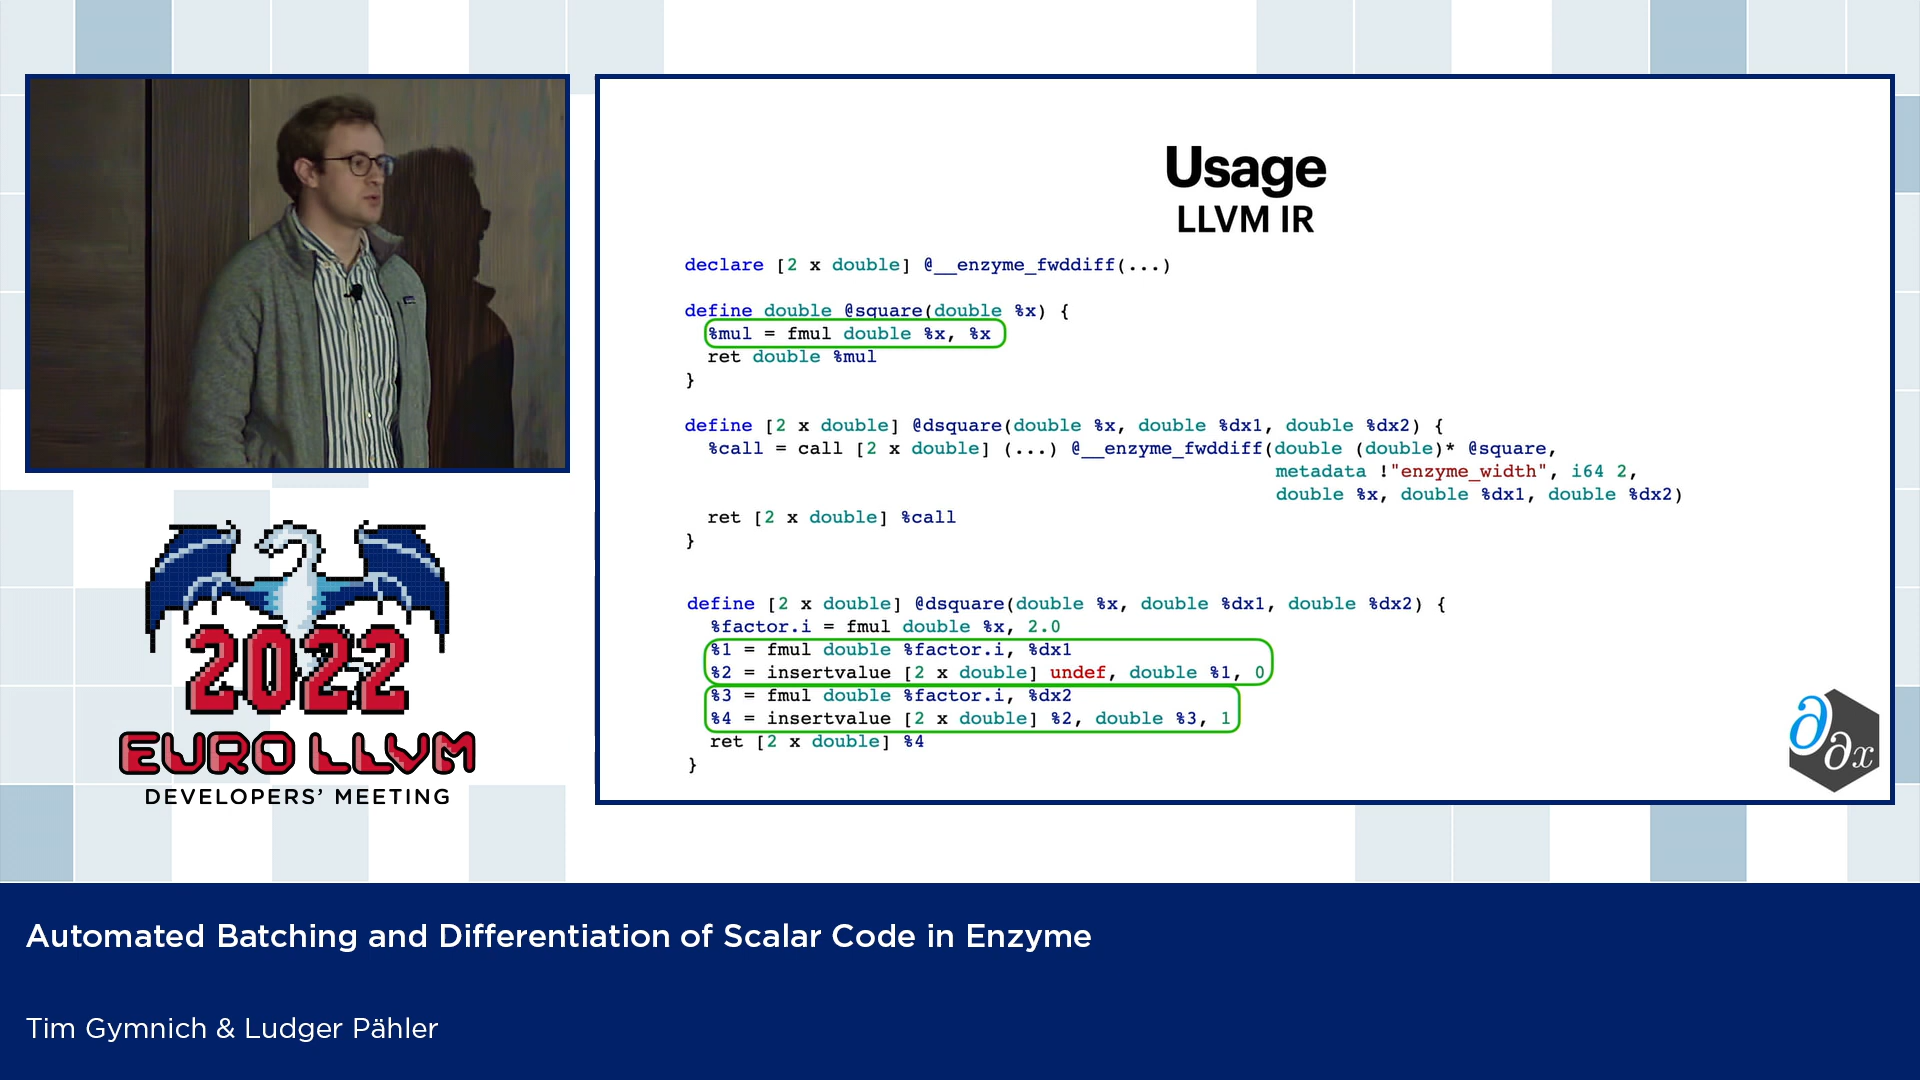 Usage
LLVM IR
declare [2 x double] @__enzyme_fwddiff(...)
define double @square(double %x) {
%mul = fmul double %x, %x
ret double %mul
}
define [2 x double] @dsquare(double %x, double %dx1, double %dx2) {
%call = call [2 x double] (...) @__enzyme_fwddiff(double (double)* @square,
metadata !"enzyme_width", i64 2,
double %x, double %dx1, double %dx2)
ret [2 x double] %call
}
define [2 x double] @dsquare(double %x, double %dx1, double %dx2) {
%factor.i = fmul double %x, 2.0
%1 = fmul double %factor.i, %dx1
%2 = insertvalue [2 x double] undef, double %1, 0
%3 = fmul double %factor.i, %dx2
%4 = insertvalue [2 x double] %2, double %3, 1
ret [2 x double] %4
}
∂
∂x
2022
EURO LLVM
DEVELOPERS’ MEETING
Automated Batching and Differentiation of Scalar Code in Enzyme
Tim Gymnich & Ludger Pähler